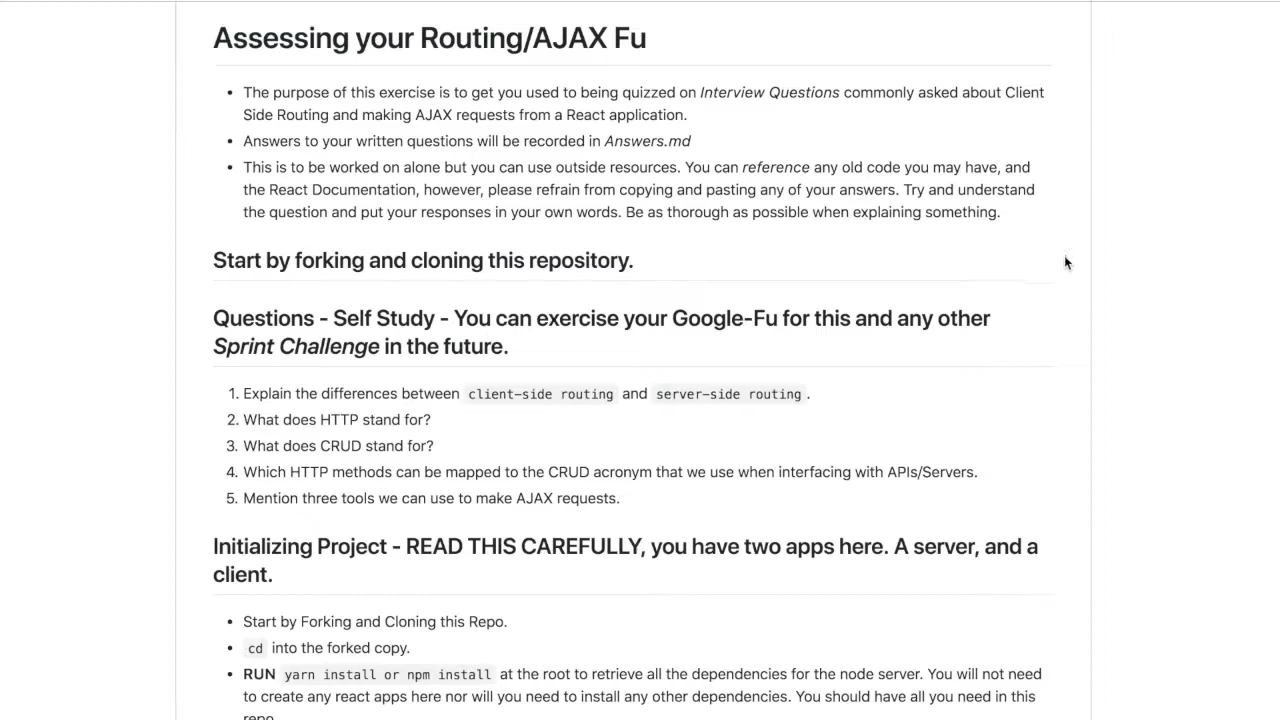 Assessing your Routing/AJAX Fu
• The purpose of this exercise is to get you used to being quizzed on Interview Questions commonly asked about Client
Side Routing and making AJAX requests from a React application.
• Answers to your written questions will be recorded in Answers.md
• This is to be worked on alone but you can use outside resources. You can reference any old code you may have, and
the React Documentation, however, please refrain from copying and pasting any of your answers. Try and understand
the question and put your responses in your own words. Be as thorough as possible when explaining something.
Start by forking and cloning this repository.
Questions - Self Study - You can exercise your Google-Fu for this and any other
Sprint Challenge in the future.
1. Explain the differences between client-side routing and server-side routing.
2. What does HTTP stand for?
3. What does CRUD stand for?
4. Which HTTP methods can be mapped to the CRUD acronym that we use when interfacing with APIs/Servers.
5. Mention three tools we can use to make AJAX requests.
Initializing Project - READ THIS CAREFULLY, you have two apps here. A server, and a
client.
• Start by Forking and Cloning this Repo.
• cd into the forked copy.
• RUN yarn install or npm install at the root to retrieve all the dependencies for the node server. You will not need
to create any react apps here nor will you need to install any other dependencies. You should have all you need in this
repo.